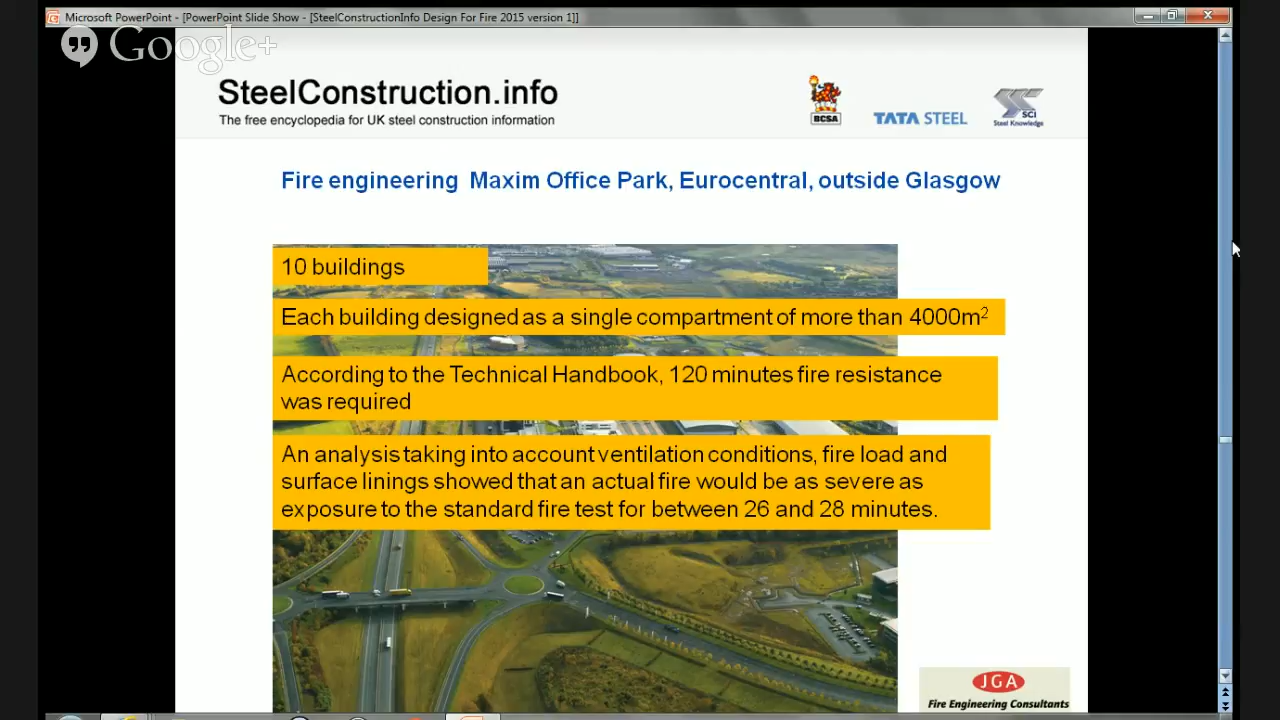 Microsoft PowerPoint - [PowerPoint Slide Show - [SteelConstructionInfo Design For Fire 2015 version 1]]
Google+
SteelConstruction.info
The free encyclopedia for UK steel construction information
BCSA
TATA STEEL
SCI
Steel Knowledge
Fire engineering Maxim Office Park, Eurocentral, outside Glasgow
10 buildings
Each building designed as a single compartment of more than 4000m²
According to the Technical Handbook, 120 minutes fire resistance
was required
An analysis taking into account ventilation conditions, fire load and
surface linings showed that an actual fire would be as severe as
exposure to the standard fire test for between 26 and 28 minutes.
JGA
Fire Engineering Consultants